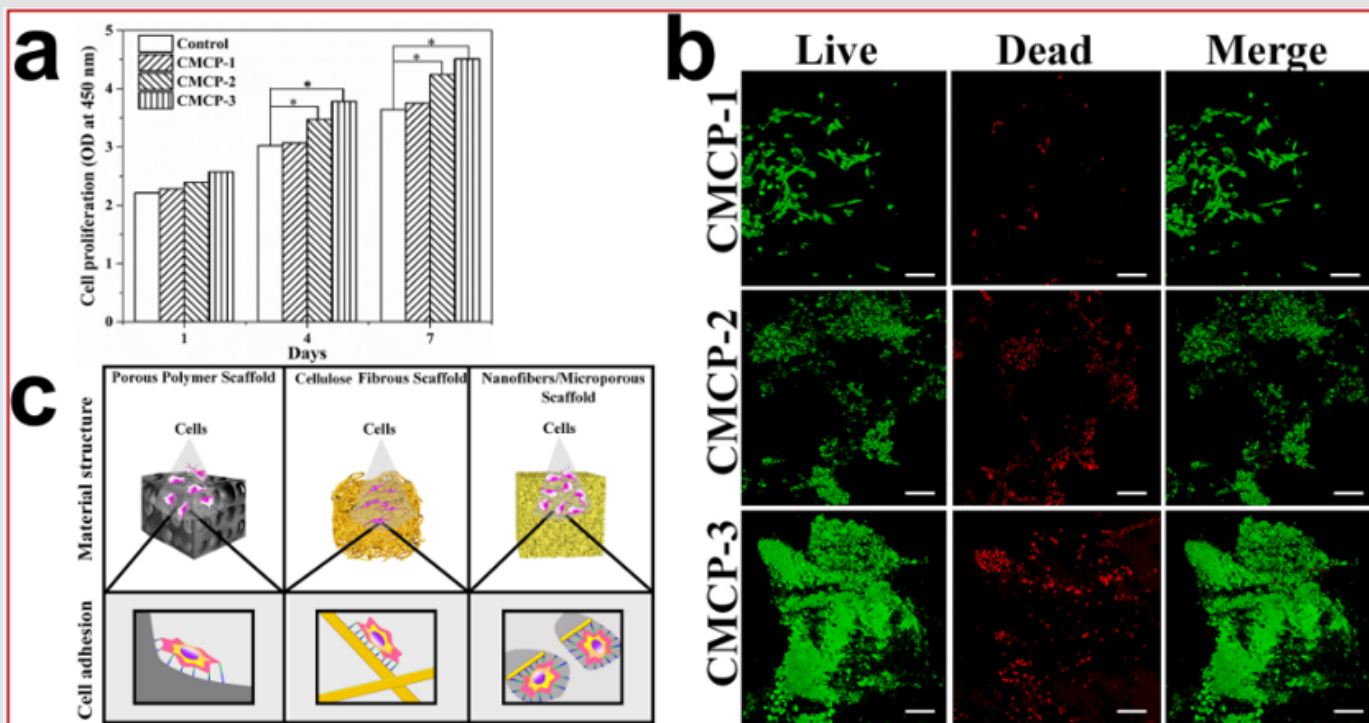 a
5
4
3
2
1
0
Cell proliferation (OD at 450 nm)
Control
CMCP-1
CMCP-2
CMCP-3
*
*
*
*
1
4
7
Days
b
Live
Dead
Merge
CMCP-1
CMCP-2
CMCP-3
c
Porous Polymer Scaffold
Cellulose Fibrous Scaffold
Nanofibers/Microporous
Scaffold
Material structure
Cells
Cells
Cells
Cell adhesion